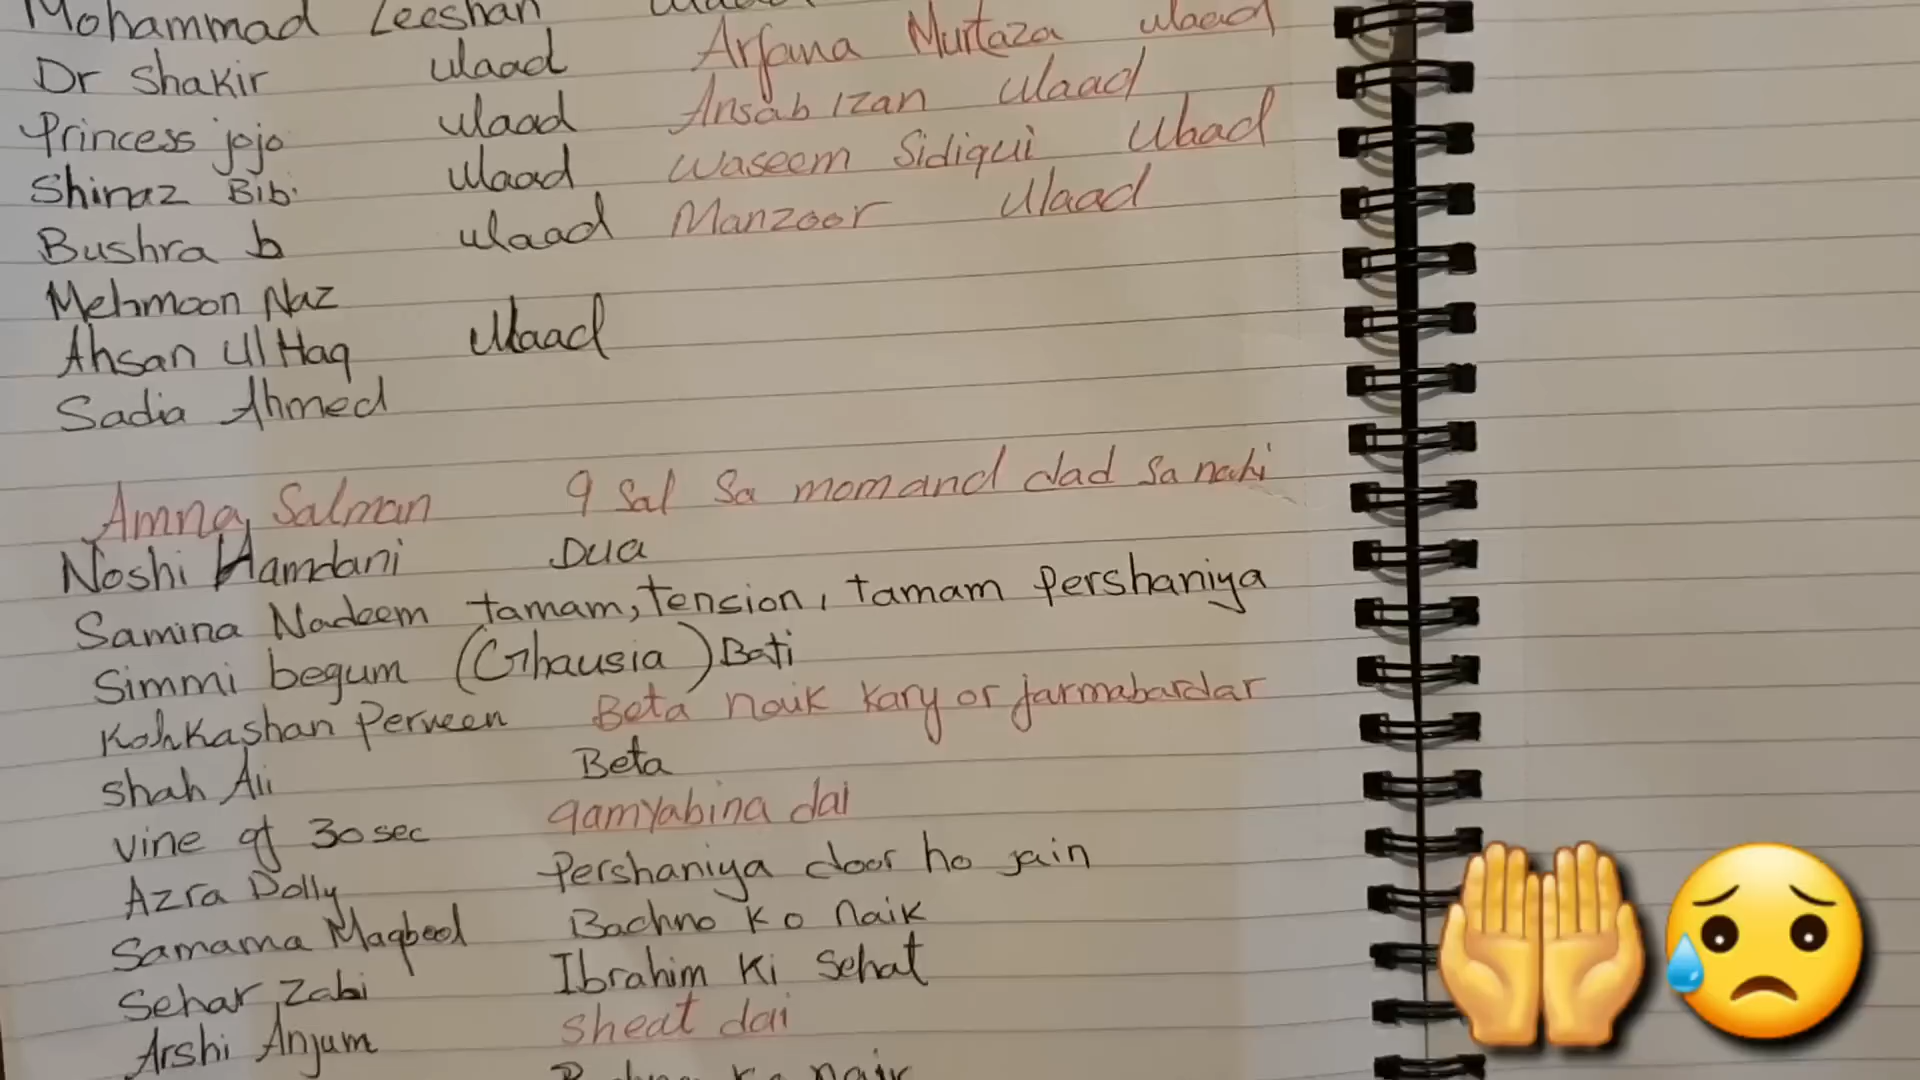 Mohammad Zeeshan
Dr Shakir ulaad Arfana Murtaza ulaad
Princess jojo ulaad Ansab Izan Ulaad
Shinaz Bibi Ulaad Waseem Sidiqui Ulaad
Bushra b ulaad Manzoor Ulaad
Mehmoon Naz
Ahsan Ul Haq Ulaad
Sadia Ahmed
Amna Salman 9 Sal Sa mom and dad sa nahi
Noshi Hamdani Dua
Samina Nadeem tamam, tension, tamam pershaniya
Simmi begum (Ghausia) Beti
Kohkashan Perveen Beta naik kary or farmabardar
Shah Ali Beta
Vine of 30 sec qamyabina dai
Azra Dolly Pershaniya door ho jain
Samama Maqbool Bachno ko naik
Sehar Zabi Ibrahim ki sehat
Arshi Anjum sheat dai
ko naik